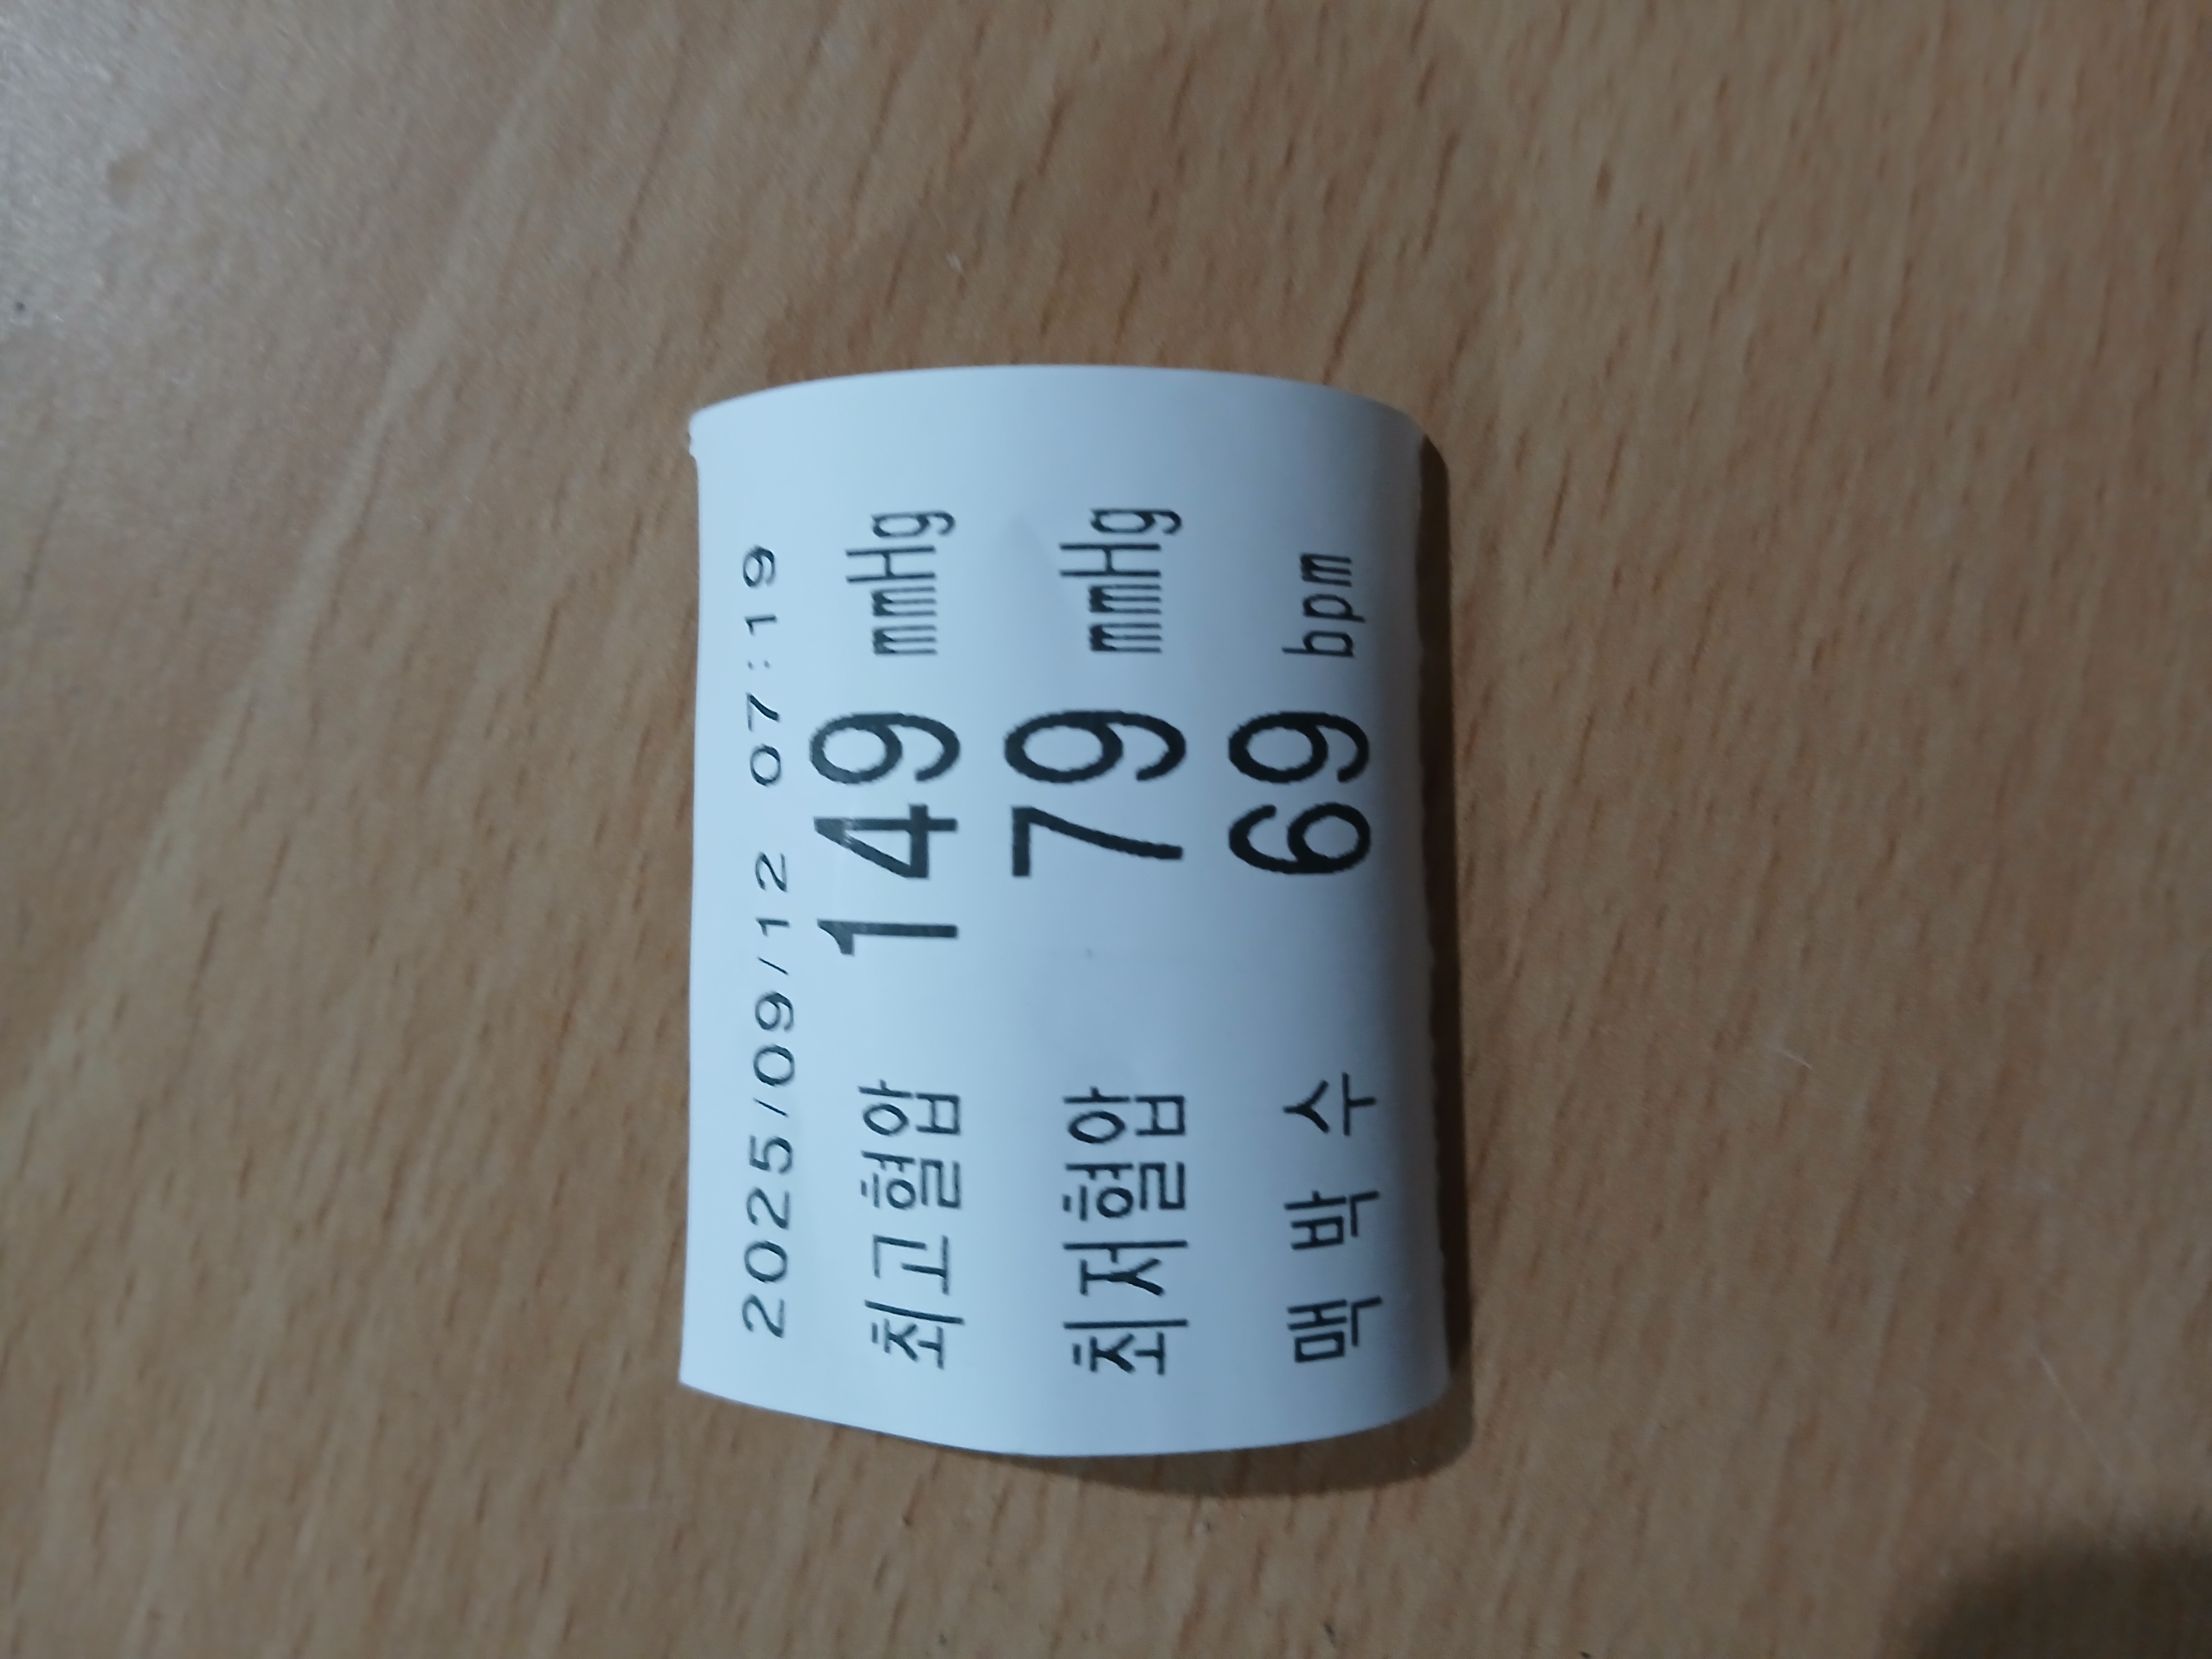 2025/09/12 07:19
최고혈압 149 mmHg
최저혈압 79 mmHg
맥 박 수 69 bpm